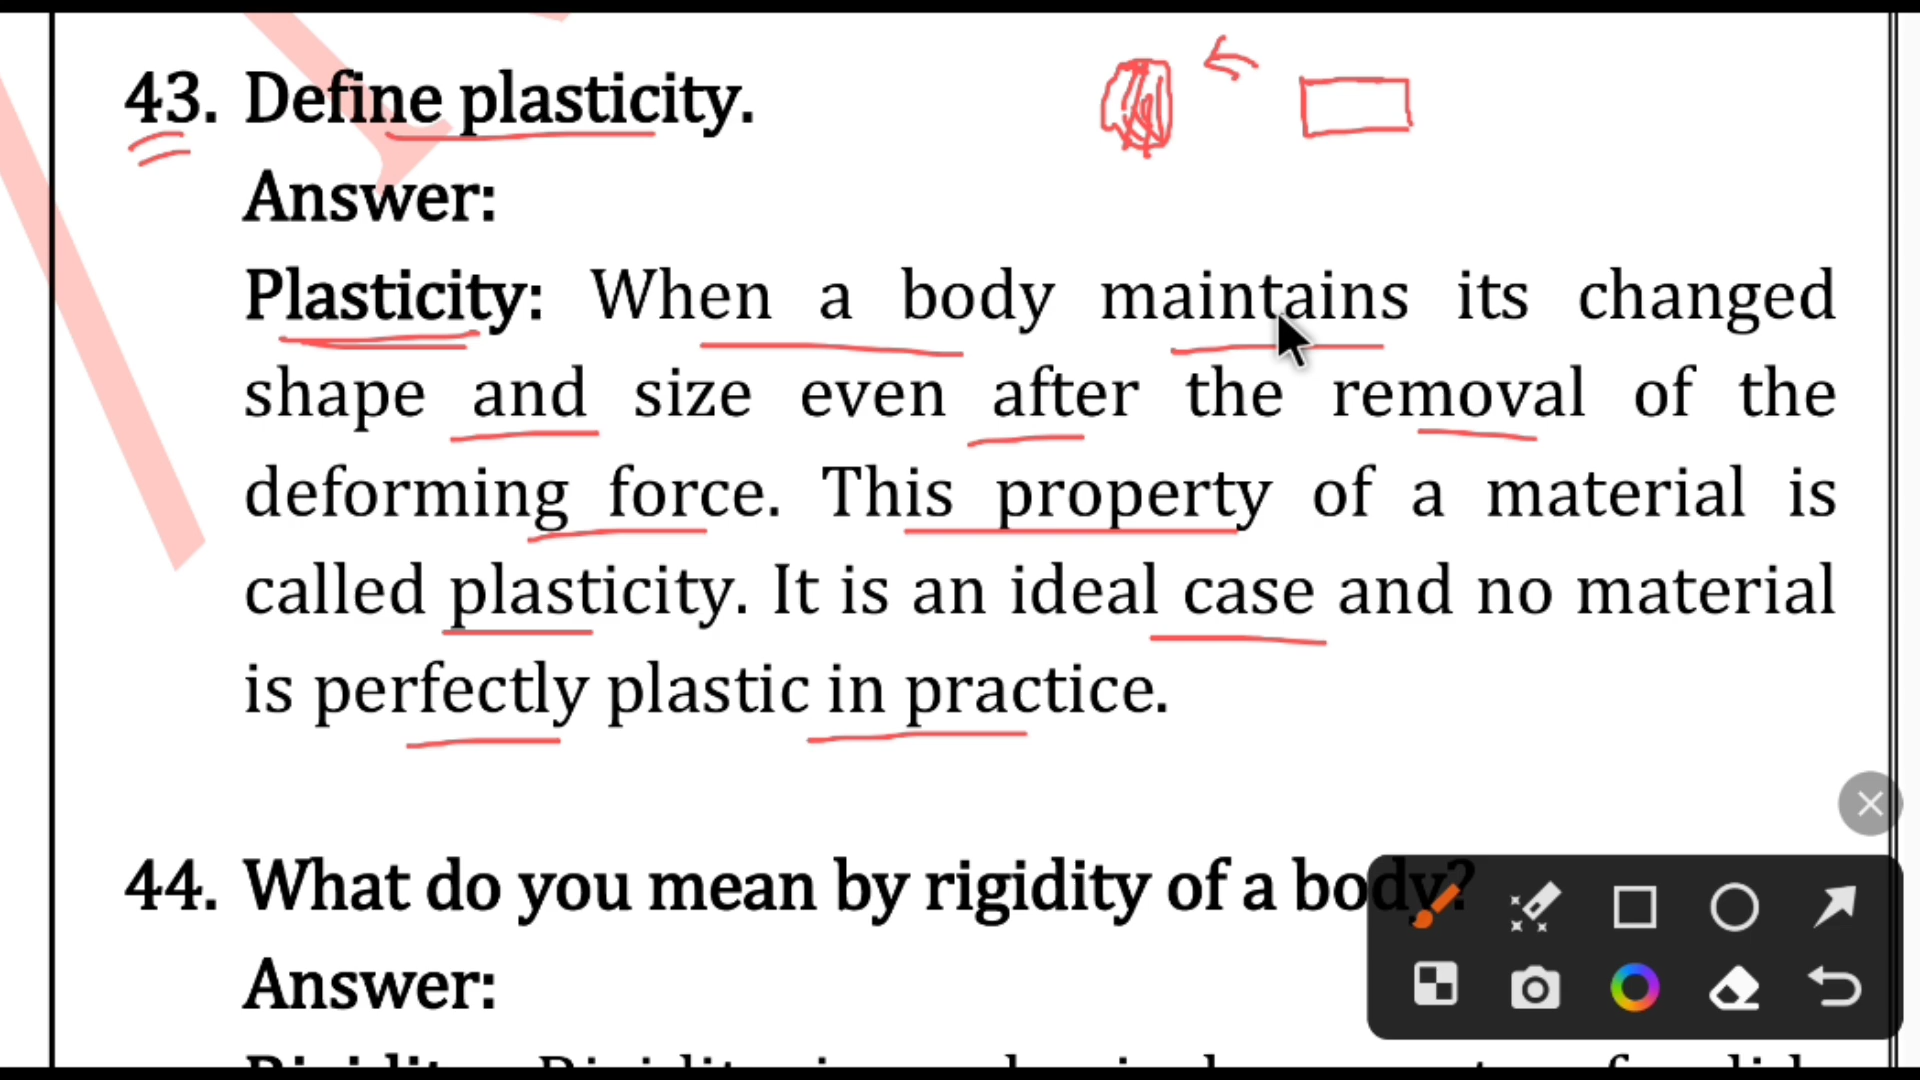 43. Define plasticity.
Answer:
Plasticity: When a body maintains its changed
shape and size even after the removal of the
deforming force. This property of a material is
called plasticity. It is an ideal case and no material
is perfectly plastic in practice.
44. What do you mean by rigidity of a body?
Answer: